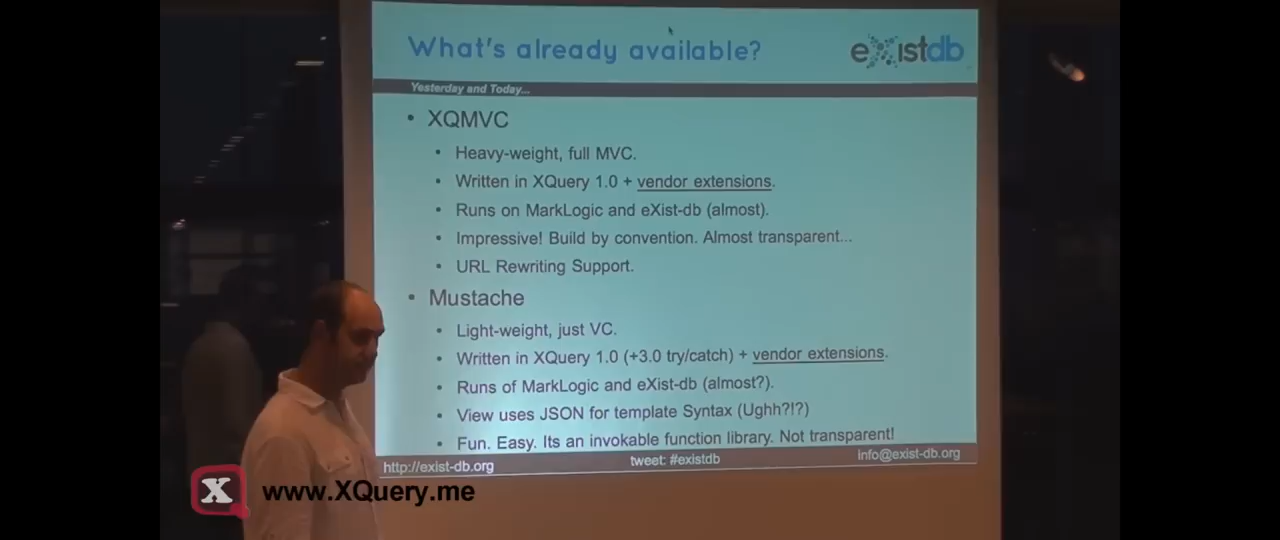 What's already available?
eXistdb
Yesterday and Today...
• XQMVC
• Heavy-weight, full MVC.
• Written in XQuery 1.0 + vendor extensions.
• Runs on MarkLogic and eXist-db (almost).
• Impressive! Build by convention. Almost transparent...
• URL Rewriting Support.
• Mustache
• Light-weight, just VC.
• Written in XQuery 1.0 (+3.0 try/catch) + vendor extensions.
• Runs of MarkLogic and eXist-db (almost?).
• View uses JSON for template Syntax (Ughh?!?)
• Fun. Easy. Its an invokable function library. Not transparent!
http://exist-db.org
tweet: #existdb
info@exist-db.org
X
www.XQuery.me